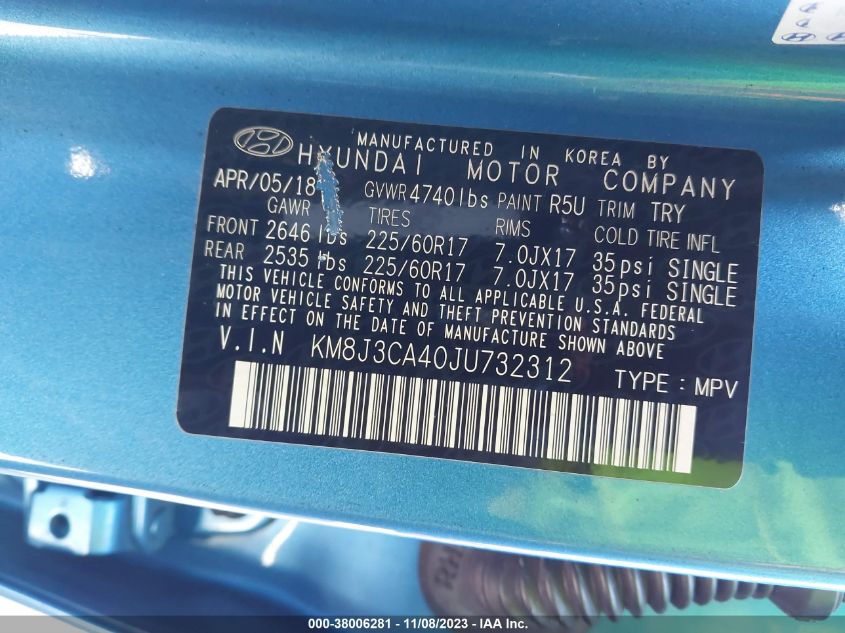 MANUFACTURED IN KOREA BY
HYUNDAI MOTOR COMPANY
APR/05/18 GVWR 4740lbs PAINT R5U TRIM TRY
GAWR TIRES RIMS COLD TIRE INFL
FRONT 2646 lbs 225/60R17 7.0JX17 35psi SINGLE
REAR 2535 lbs 225/60R17 7.0JX17 35psi SINGLE
THIS VEHICLE CONFORMS TO ALL APPLICABLE U.S.A. FEDERAL
MOTOR VEHICLE SAFETY AND THEFT PREVENTION STANDARDS
IN EFFECT ON THE DATE OF MANUFACTURE SHOWN ABOVE
V.I.N KM8J3CA40JU732312 TYPE : MPV
RH
000-38006281 - 11/08/2023 - IAA Inc.